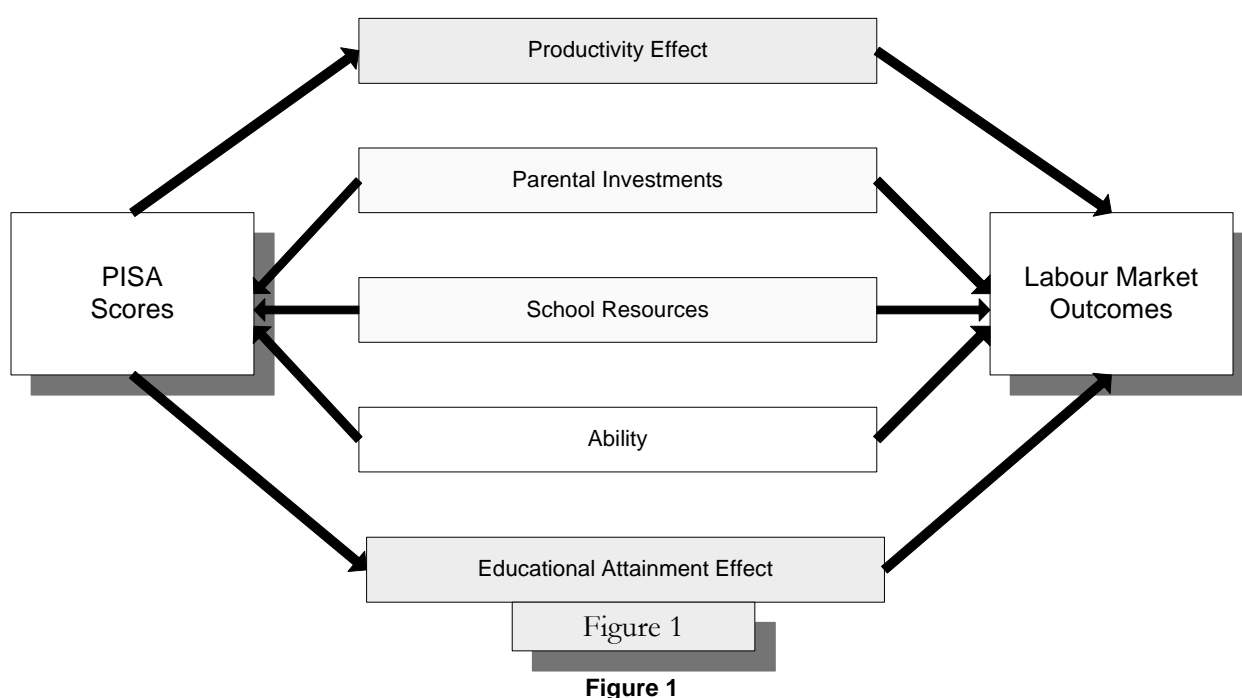 Productivity Effect
Parental Investments
PISA
Scores
School Resources
Labour Market
Outcomes
Ability
Educational Attainment Effect
Figure 1
Figure 1